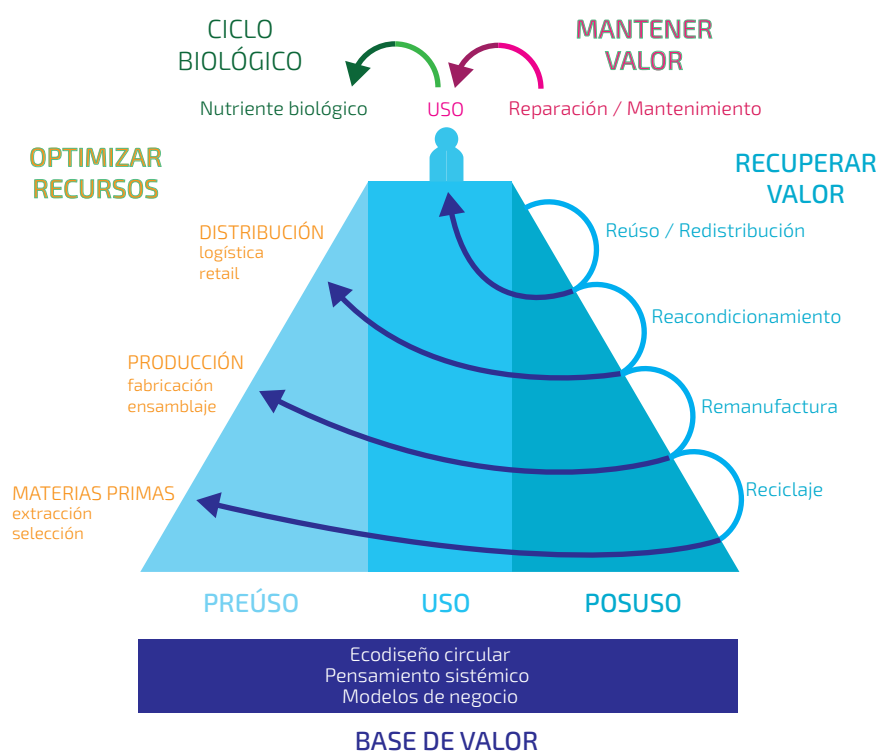 CICLO
BIOLÓGICO
MANTENER
VALOR
Nutriente biológico
USO
Reparación / Mantenimiento
OPTIMIZAR
RECURSOS
RECUPERAR
VALOR
DISTRIBUCIÓN
logística
retail
Reúso / Redistribución
Reacondicionamiento
PRODUCCIÓN
fabricación
ensamblaje
Remanufactura
MATERIAS PRIMAS
extracción
selección
Reciclaje
PREÚSO
USO
POSUSO
Ecodiseño circular
Pensamiento sistémico
Modelos de negocio
BASE DE VALOR